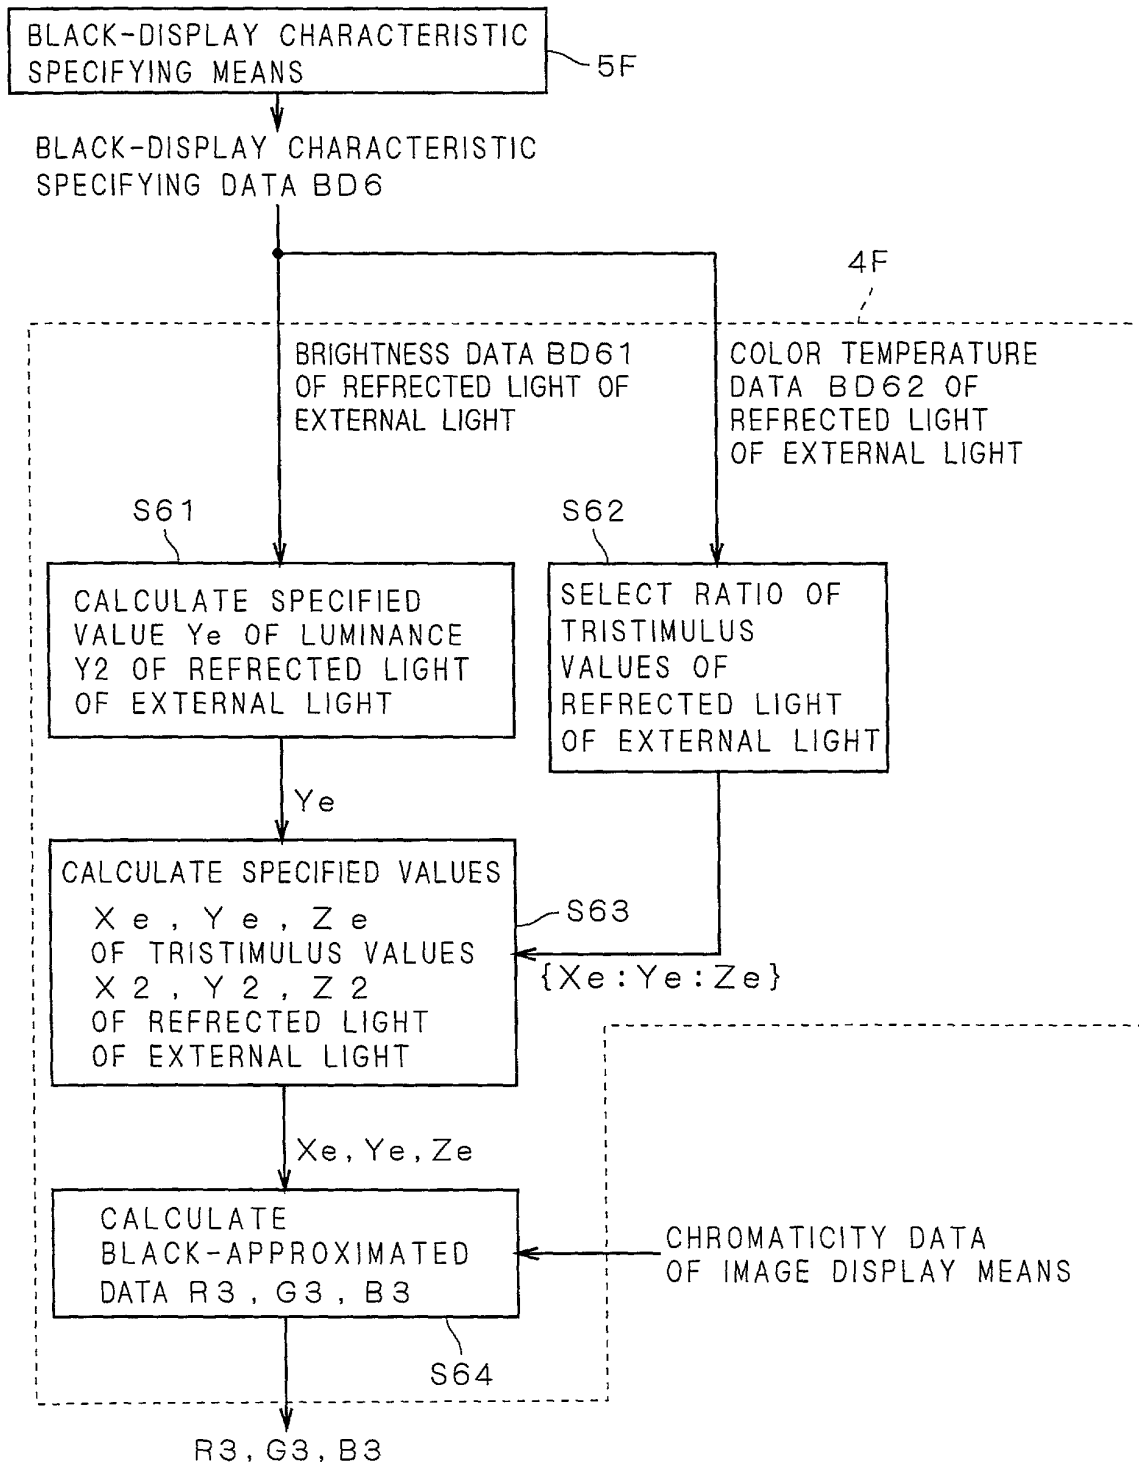 BLACK-DISPLAY CHARACTERISTIC
SPECIFYING MEANS
5F
BLACK-DISPLAY CHARACTERISTIC
SPECIFYING DATA BD6
4F
BRIGHTNESS DATA BD61
OF REFRECTED LIGHT OF
EXTERNAL LIGHT
COLOR TEMPERATURE
DATA BD62 OF
REFRECTED LIGHT
OF EXTERNAL LIGHT
S61
CALCULATE SPECIFIED
VALUE Ye OF LUMINANCE
Y2 OF REFRECTED LIGHT
OF EXTERNAL LIGHT
S62
SELECT RATIO OF
TRISTIMULUS
VALUES OF
REFRECTED LIGHT
OF EXTERNAL LIGHT
Ye
CALCULATE SPECIFIED VALUES
Xe, Ye, Ze
OF TRISTIMULUS VALUES
X2, Y2, Z2
OF REFRECTED LIGHT
OF EXTERNAL LIGHT
S63
{Xe:Ye:Ze}
Xe, Ye, Ze
CALCULATE
BLACK-APPROXIMATED
DATA R3, G3, B3
S64
CHROMATICITY DATA
OF IMAGE DISPLAY MEANS
R3, G3, B3